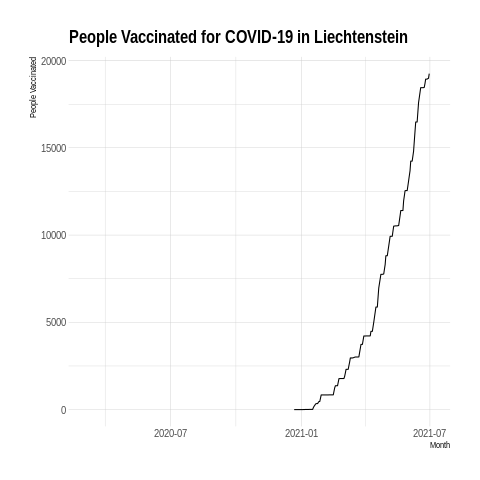 People Vaccinated for COVID-19 in Liechtenstein
People Vaccinated
20000
15000
10000
5000
0
2020-07
2021-01
2021-07
Month